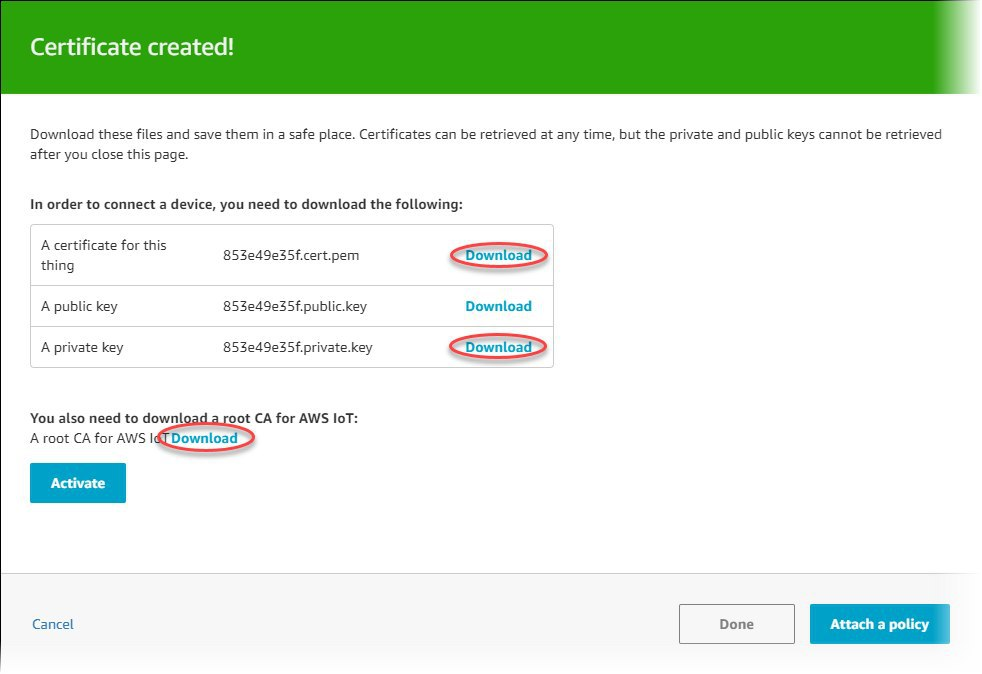 Certificate created!
Download these files and save them in a safe place. Certificates can be retrieved at any time, but the private and public keys cannot be retrieved
after you close this page.
In order to connect a device, you need to download the following:
A certificate for this
thing
853e49e35f.cert.pem
Download
A public key
853e49e35f.public.key
Download
A private key
853e49e35f.private.key
Download
You also need to download a root CA for AWS IoT:
A root CA for AWS IoT Download
Activate
Cancel
Done
Attach a policy